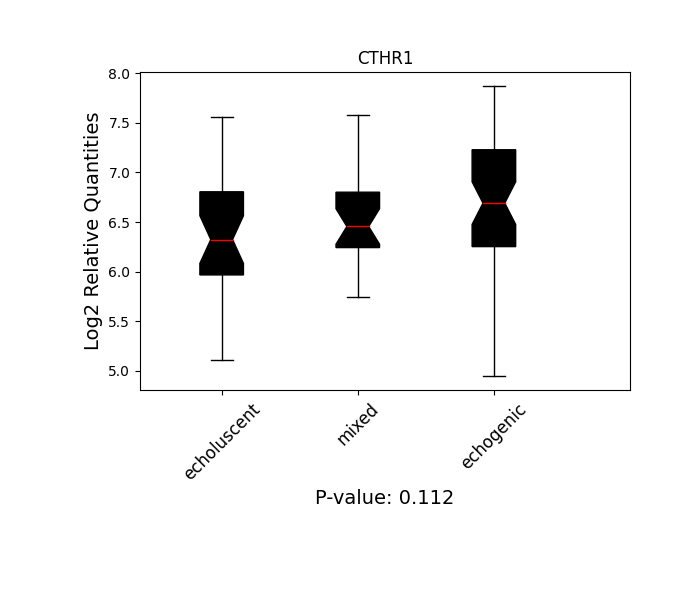 CTHR1
8.0
7.5
7.0
6.5
6.0
5.5
5.0
Log2 Relative Quantities
echoluscent
mixed
echogenic
P-value: 0.112